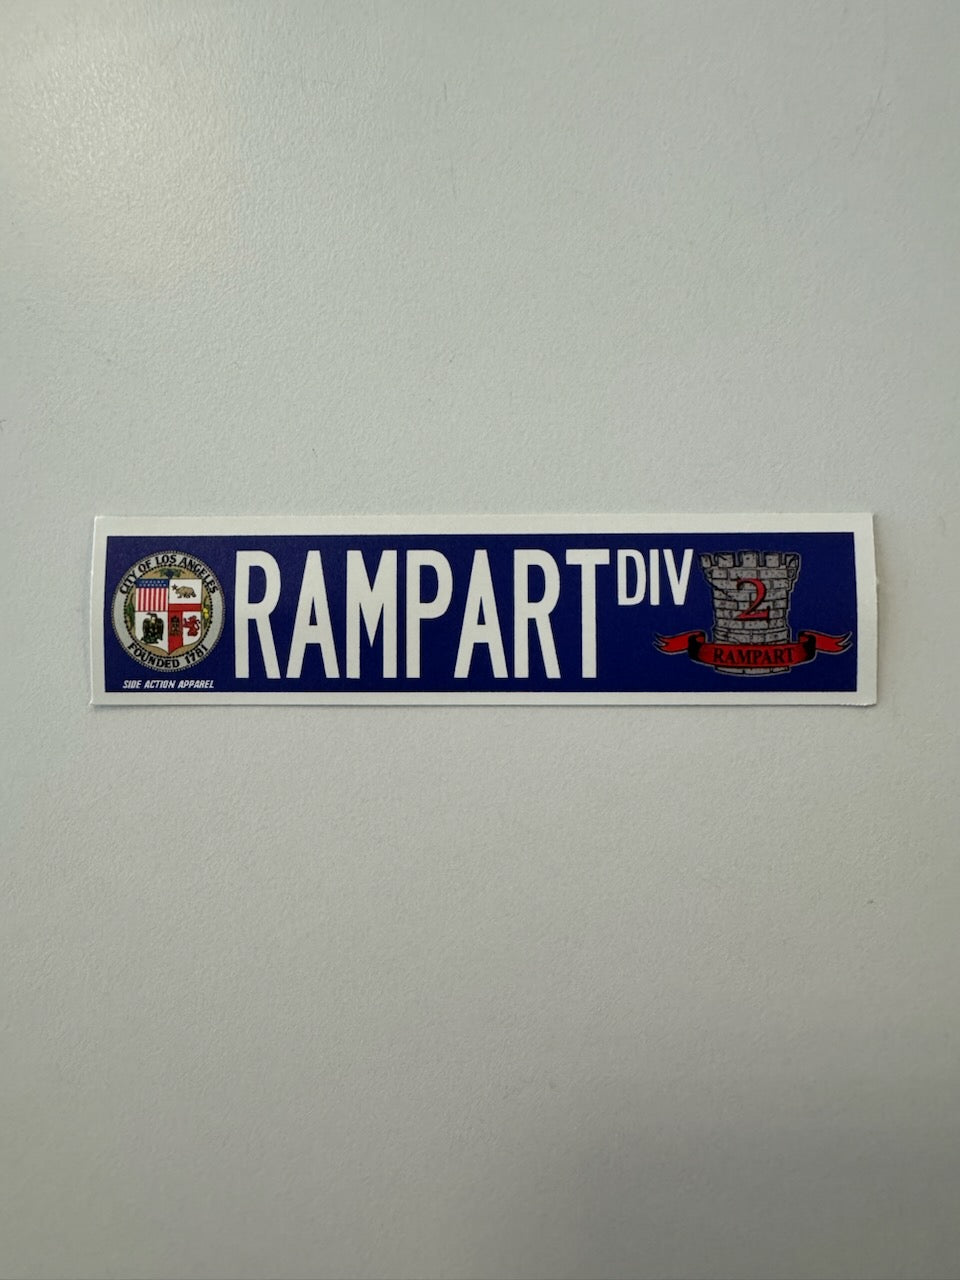 CITY OF LOS ANGELES
FOUNDED 1781
SIDE ACTION APPAREL
RAMPART DIV
2
RAMPART